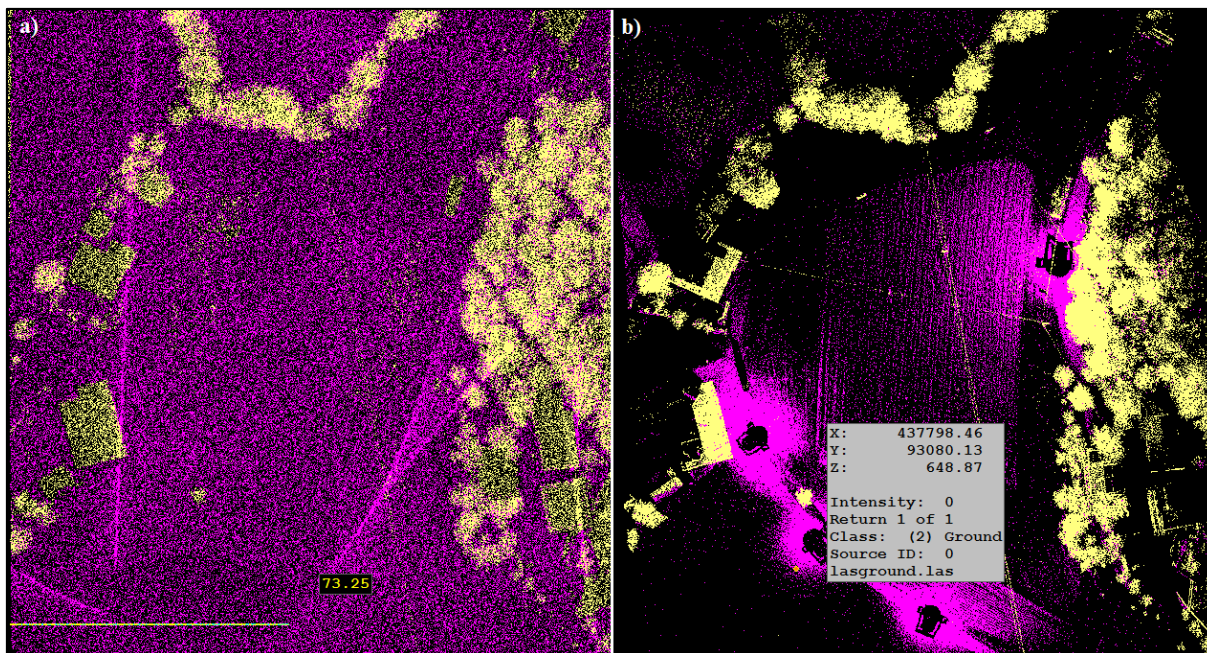 a)
b)
73.25
X: 437798.46
Y: 93080.13
Z: 648.87
Intensity: 0
Return 1 of 1
Class: (2) Ground
Source ID: 0
lasground.las